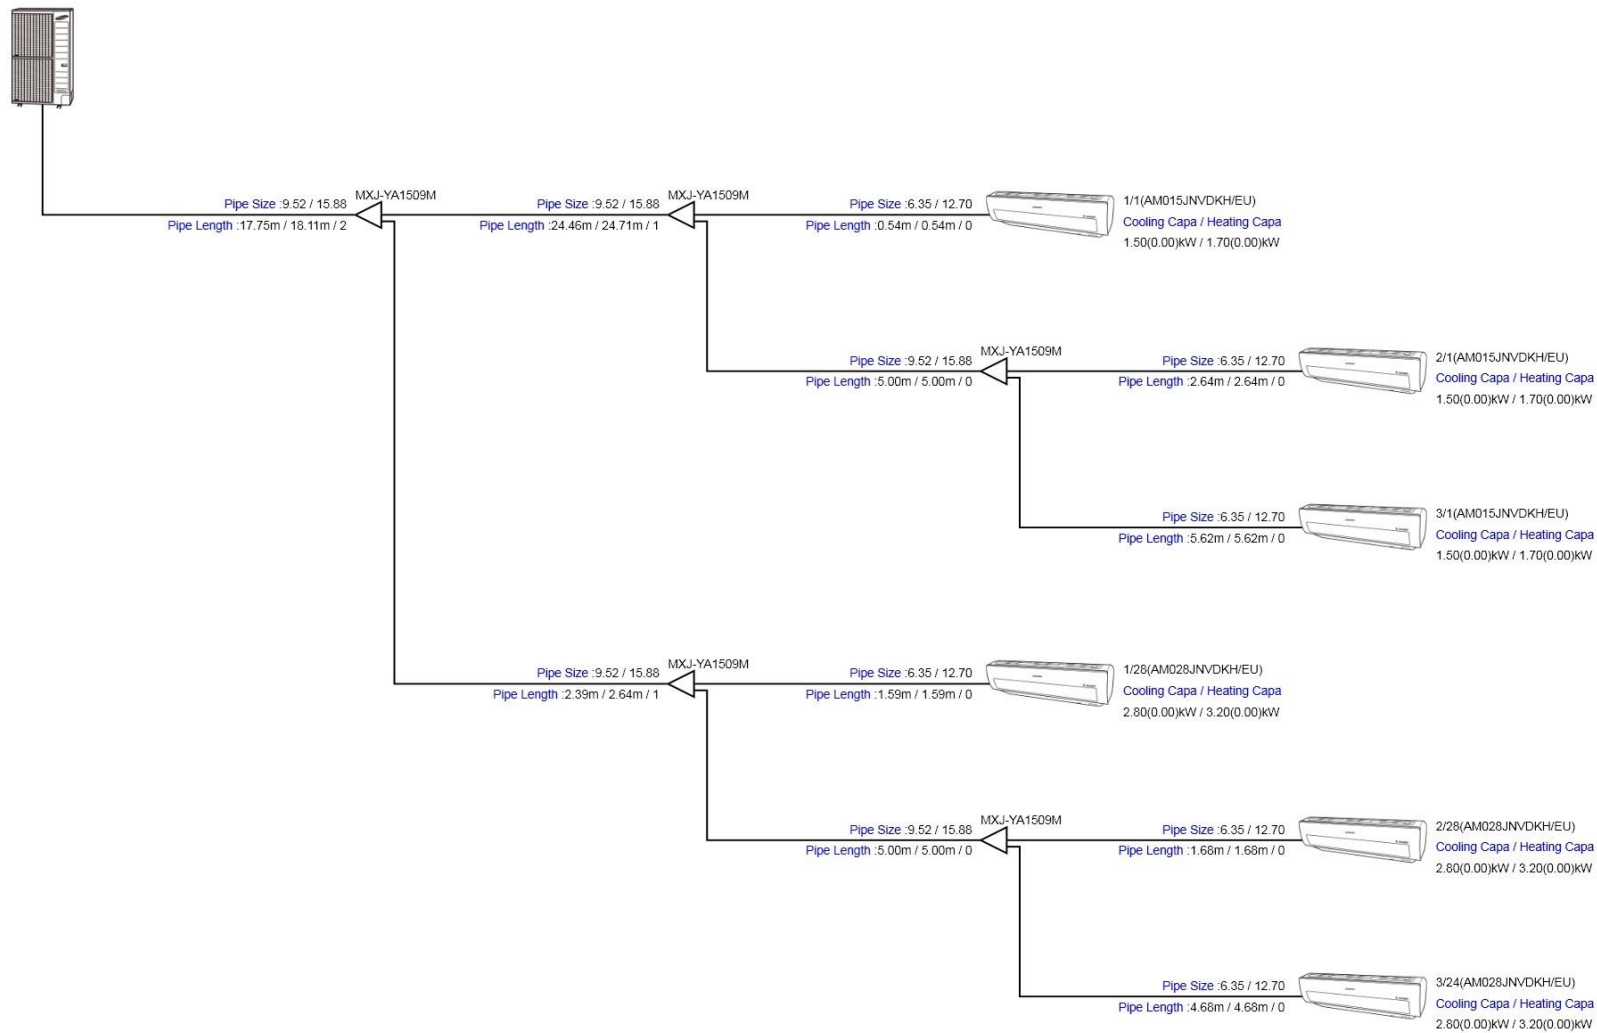 MXJ-YA1509M
Pipe Size :9.52 / 15.88
Pipe Length :17.75m / 18.11m / 2
MXJ-YA1509M
Pipe Size :9.52 / 15.88
Pipe Length :24.46m / 24.71m / 1
Pipe Size :6.35 / 12.70
Pipe Length :0.54m / 0.54m / 0
1/1(AM015JNVDKH/EU)
Cooling Capa / Heating Capa
1.50(0.00)kW / 1.70(0.00)kW
MXJ-YA1509M
Pipe Size :9.52 / 15.88
Pipe Length :5.00m / 5.00m / 0
Pipe Size :6.35 / 12.70
Pipe Length :2.64m / 2.64m / 0
2/1(AM015JNVDKH/EU)
Cooling Capa / Heating Capa
1.50(0.00)kW / 1.70(0.00)kW
Pipe Size :6.35 / 12.70
Pipe Length :5.62m / 5.62m / 0
3/1(AM015JNVDKH/EU)
Cooling Capa / Heating Capa
1.50(0.00)kW / 1.70(0.00)kW
MXJ-YA1509M
Pipe Size :9.52 / 15.88
Pipe Length :2.39m / 2.64m / 1
Pipe Size :6.35 / 12.70
Pipe Length :1.59m / 1.59m / 0
1/28(AM028JNVDKH/EU)
Cooling Capa / Heating Capa
2.80(0.00)kW / 3.20(0.00)kW
MXJ-YA1509M
Pipe Size :9.52 / 15.88
Pipe Length :5.00m / 5.00m / 0
Pipe Size :6.35 / 12.70
Pipe Length :1.68m / 1.68m / 0
2/28(AM028JNVDKH/EU)
Cooling Capa / Heating Capa
2.80(0.00)kW / 3.20(0.00)kW
Pipe Size :6.35 / 12.70
Pipe Length :4.68m / 4.68m / 0
3/24(AM028JNVDKH/EU)
Cooling Capa / Heating Capa
2.80(0.00)kW / 3.20(0.00)kW